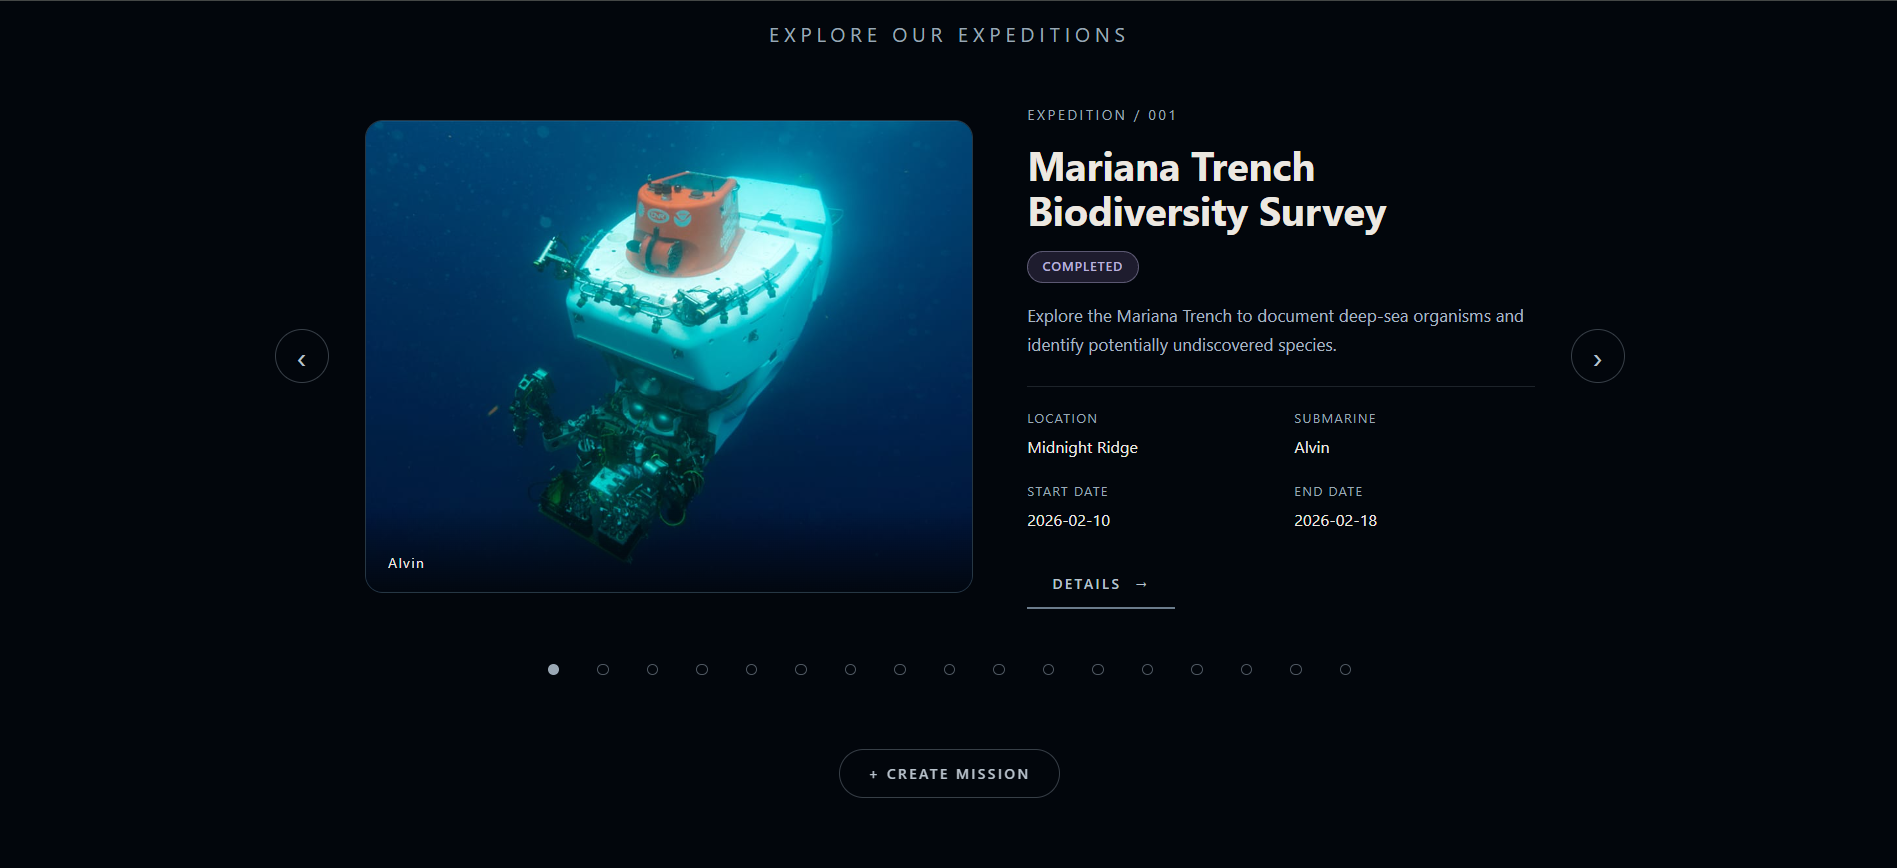 EXPLORE OUR EXPEDITIONS
EXPEDITION / 001
Mariana Trench
Biodiversity Survey
COMPLETED
Explore the Mariana Trench to document deep-sea organisms and
identify potentially undiscovered species.
LOCATION
Midnight Ridge
SUBMARINE
Alvin
START DATE
2026-02-10
END DATE
2026-02-18
Alvin
DETAILS →
+ CREATE MISSION